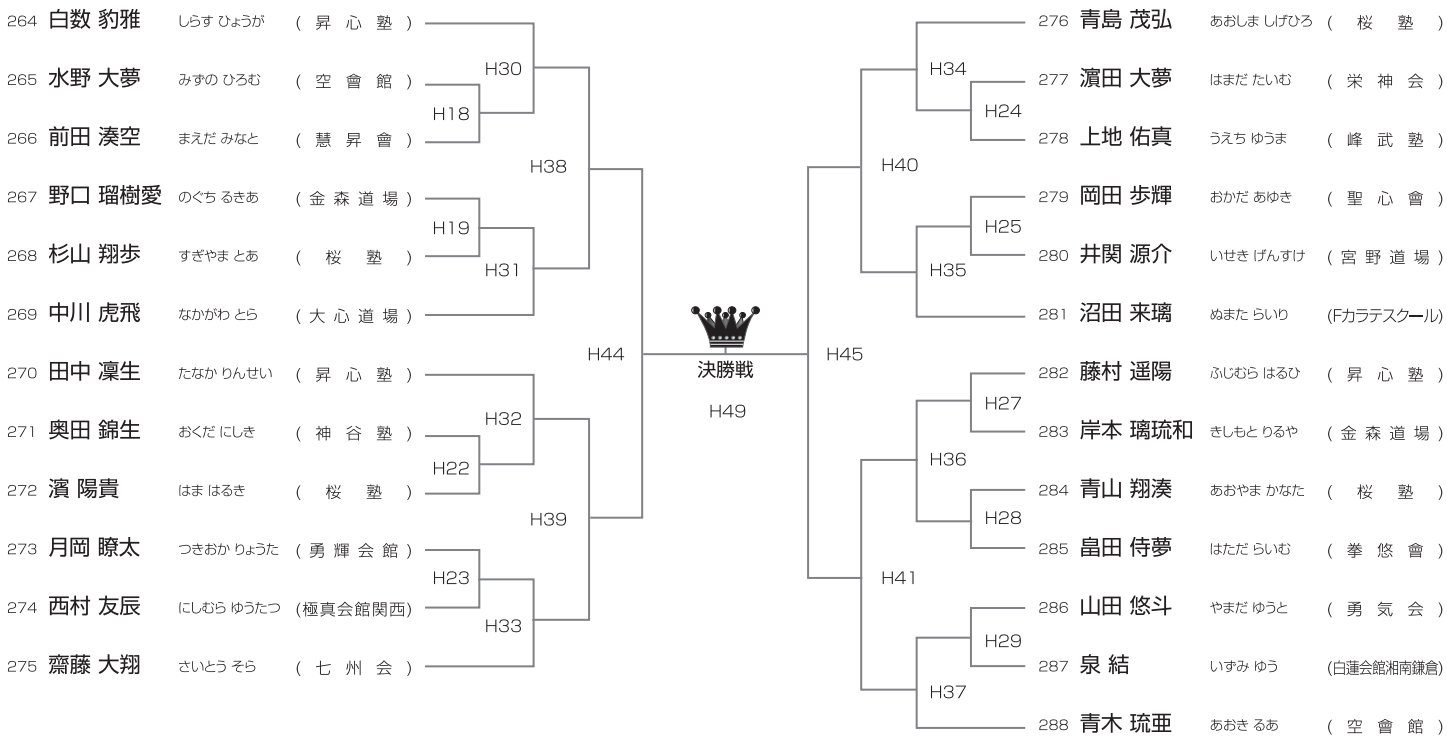 264 白数 豹雅 しらす ひょうが ( 昇 心 塾 )
265 水野 大夢 みずの ひろむ ( 空 會 館 )
266 前田 湊空 まえだ みなと ( 慧 昇 會 )
267 野口 瑠樹愛 のぐち るきあ ( 金 森 道 場 )
268 杉山 翔歩 すぎやま とあ ( 桜 塾 )
269 中川 虎飛 なかがわ とら ( 大 心 道 場 )
270 田中 凜生 たなか りんせい ( 昇 心 塾 )
271 奥田 錦生 おくだ にしき ( 神 谷 塾 )
272 濱 陽貴 はま はるき ( 桜 塾 )
273 月岡 瞭太 つきおか りょうた ( 勇 輝 会 館 )
274 西村 友辰 にしむら ゆうたつ (極真会館関西)
275 齋藤 大翔 さいとう そら ( 七 州 会 )
H30
H18
H38
H19
H31
H44
H32
H22
H39
H23
H33
決勝戦
H49
H34
H24
H40
H25
H35
H45
H27
H36
H28
H41
H29
H37
276 青島 茂弘 あおしま しげひろ ( 桜 塾 )
277 濵田 大夢 はまだ たいむ ( 栄 神 会 )
278 上地 佑真 うえち ゆうま ( 峰 武 塾 )
279 岡田 歩輝 おかだ あゆき ( 聖 心 會 )
280 井関 源介 いせき げんすけ ( 宮 野 道 場 )
281 沼田 来璃 ぬまた らいり (Fカラテスクール)
282 藤村 遥陽 ふじむら はるひ ( 昇 心 塾 )
283 岸本 璃琉和 きしもと りるや ( 金 森 道 場 )
284 青山 翔湊 あおやま かなた ( 桜 塾 )
285 畠田 侍夢 はただ らいむ ( 拳 悠 會 )
286 山田 悠斗 やまだ ゆうと ( 勇 気 会 )
287 泉 結 いずみ ゆう (白蓮会館湘南鎌倉)
288 青木 琉亜 あおき るあ ( 空 會 館 )